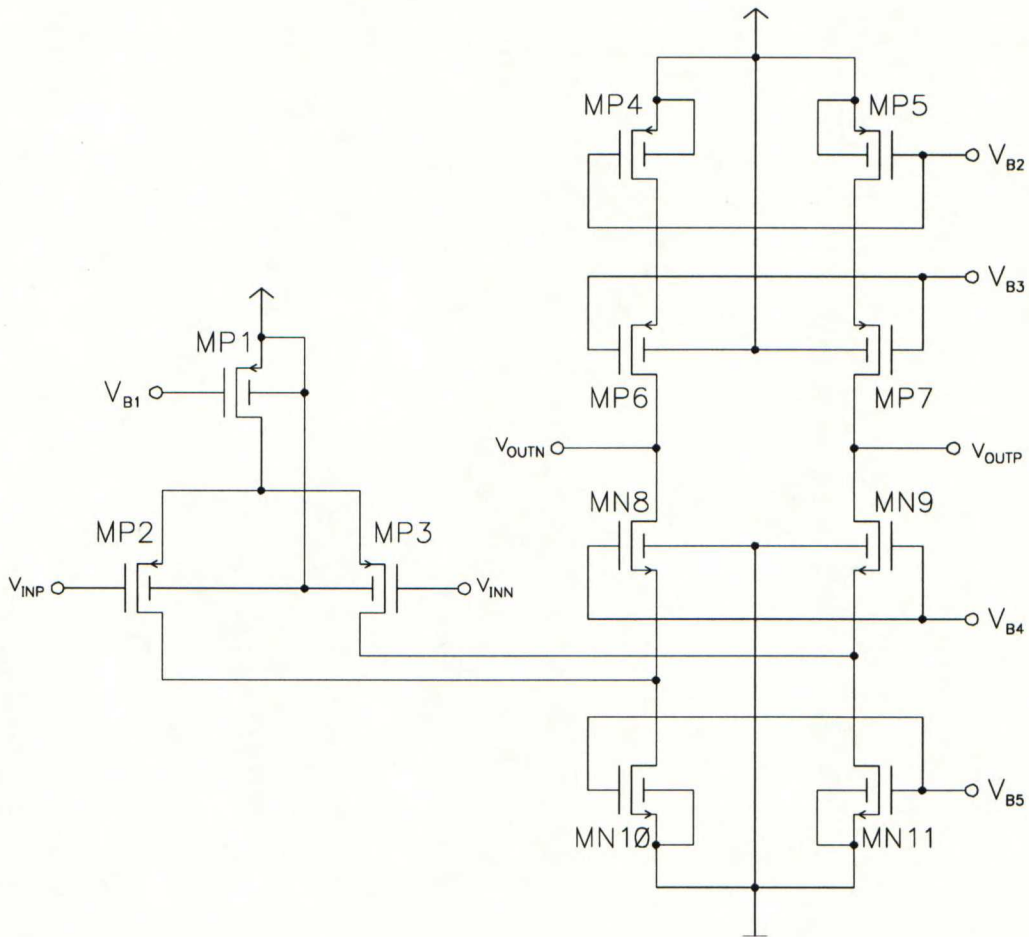 MP4
MP5
V_B2
V_B3
MP1
V_B1
MP6
MP7
V_OUTN
V_OUTP
MN8
MN9
MP2
MP3
V_INP
V_INN
V_B4
V_B5
MN10
MN11